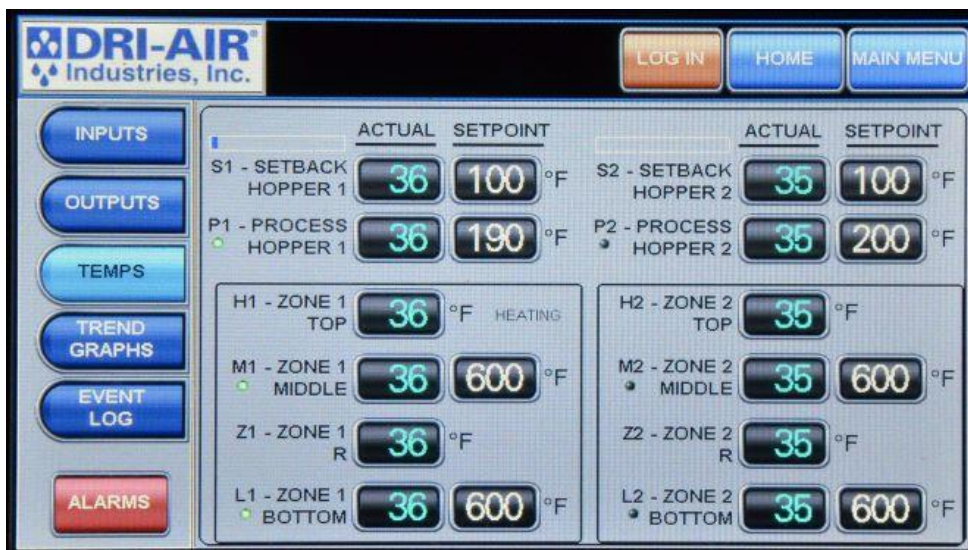 DRI-AIR®
Industries, Inc.
LOG IN
HOME
MAIN MENU
INPUTS
OUTPUTS
TEMPS
TREND
GRAPHS
EVENT
LOG
ALARMS
ACTUAL SETPOINT
S1 - SETBACK
HOPPER 1
36 100 °F
P1 - PROCESS
HOPPER 1
36 190 °F
H1 - ZONE 1
TOP
36 °F HEATING
M1 - ZONE 1
MIDDLE
36 600 °F
Z1 - ZONE 1
R
36 °F
L1 - ZONE 1
BOTTOM
36 600 °F
ACTUAL SETPOINT
S2 - SETBACK
HOPPER 2
35 100 °F
P2 - PROCESS
HOPPER 2
35 200 °F
H2 - ZONE 2
TOP
35 °F
M2 - ZONE 2
MIDDLE
35 600 °F
Z2 - ZONE 2
R
35 °F
L2 - ZONE 2
BOTTOM
35 600 °F